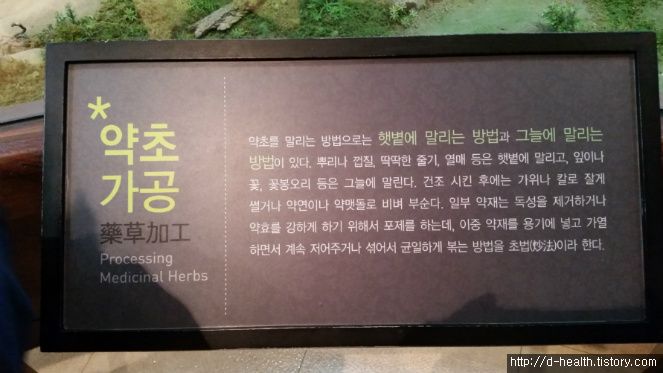 *약초
가공
藥草加工
Processing
Medicinal Herbs
약초를 말리는 방법으로는 햇볕에 말리는 방법과 그늘에 말리는
방법이 있다. 뿌리나 껍질, 딱딱한 줄기, 열매 등은 햇볕에 말리고, 잎이나
꽃, 꽃봉오리 등은 그늘에 말린다. 건조 시킨 후에는 가위나 칼로 잘게
썰거나 약연이나 약맷돌로 비벼 부순다. 일부 약재는 독성을 제거하거나
약효를 강하게 하기 위해서 포제를 하는데, 이중 약재를 용기에 넣고 가열
하면서 계속 저어주거나 섞어서 균일하게 볶는 방법을 초법(炒法)이라 한다.
http://d-health.tistory.com